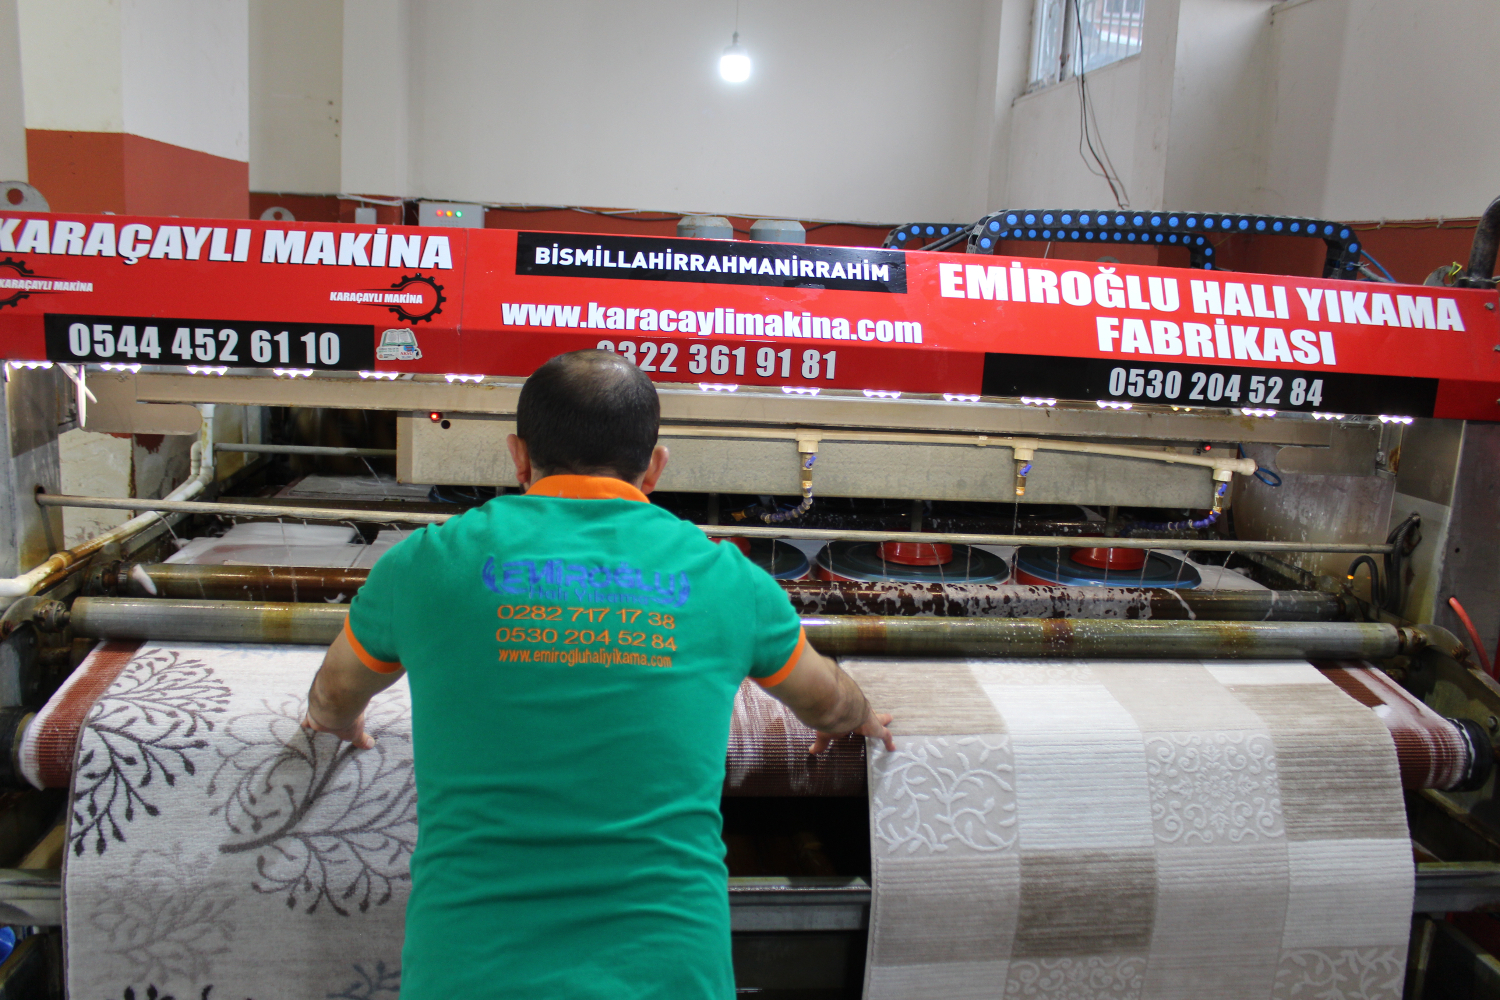 KARAÇAYLI MAKİNA
KARAÇAYLI MAKİNA
KARAÇAYLI MAKİNA
0544 452 61 10
BİSMİLLAHİRRAHMANİRRAHİM
www.karacaylimakina.com
0322 361 91 81
EMİROĞLU HALI YIKAMA
FABRİKASI
0530 204 52 84
EMİROĞLU
Halı Yıkama
0282 717 17 38
0530 204 52 84
www.emirogluhaliyikama.com